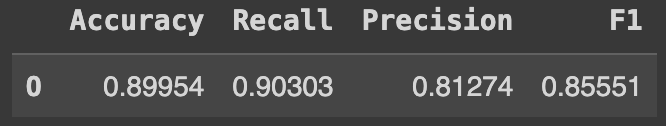 Accuracy Recall Precision F1
0 0.89954 0.90303 0.81274 0.85551